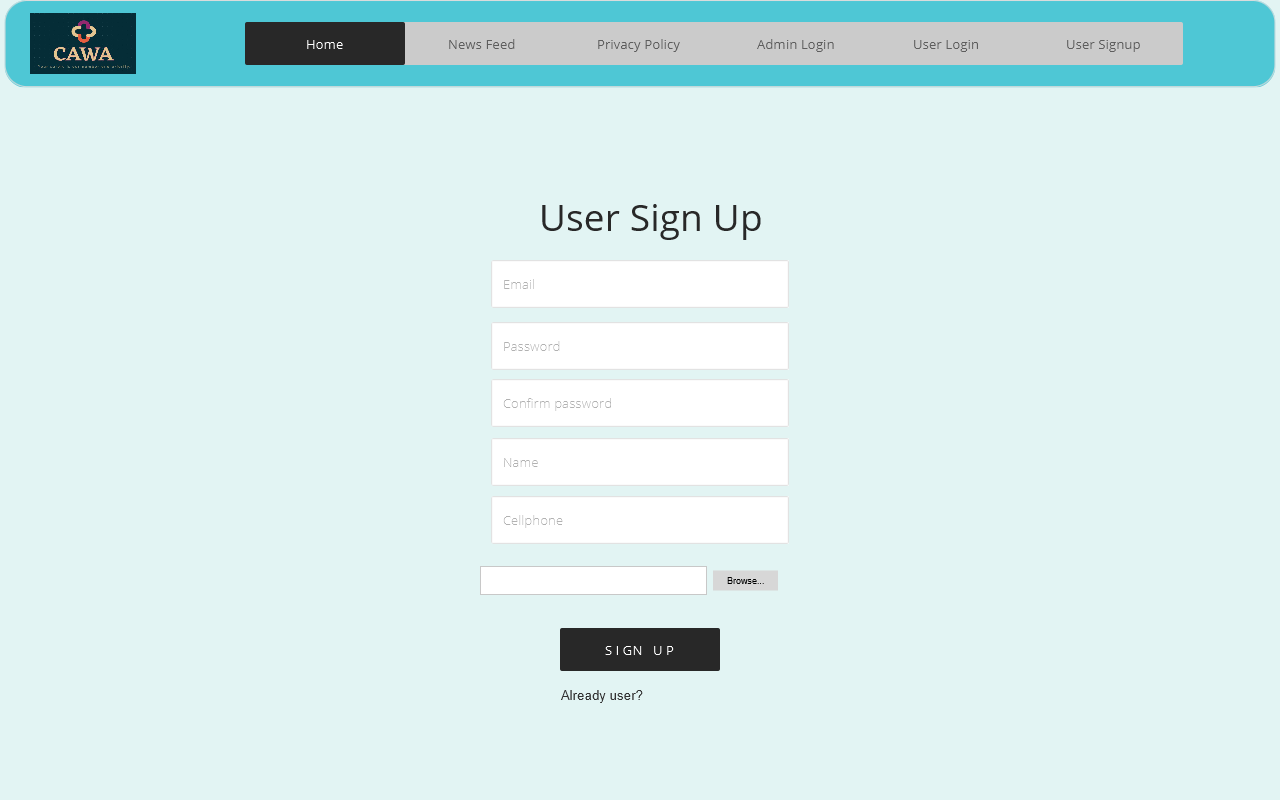 CAWA
Home
News Feed
Privacy Policy
Admin Login
User Login
User Signup
User Sign Up
Email
Password
Confirm password
Name
Cellphone
Browse...
SIGN UP
Already user?